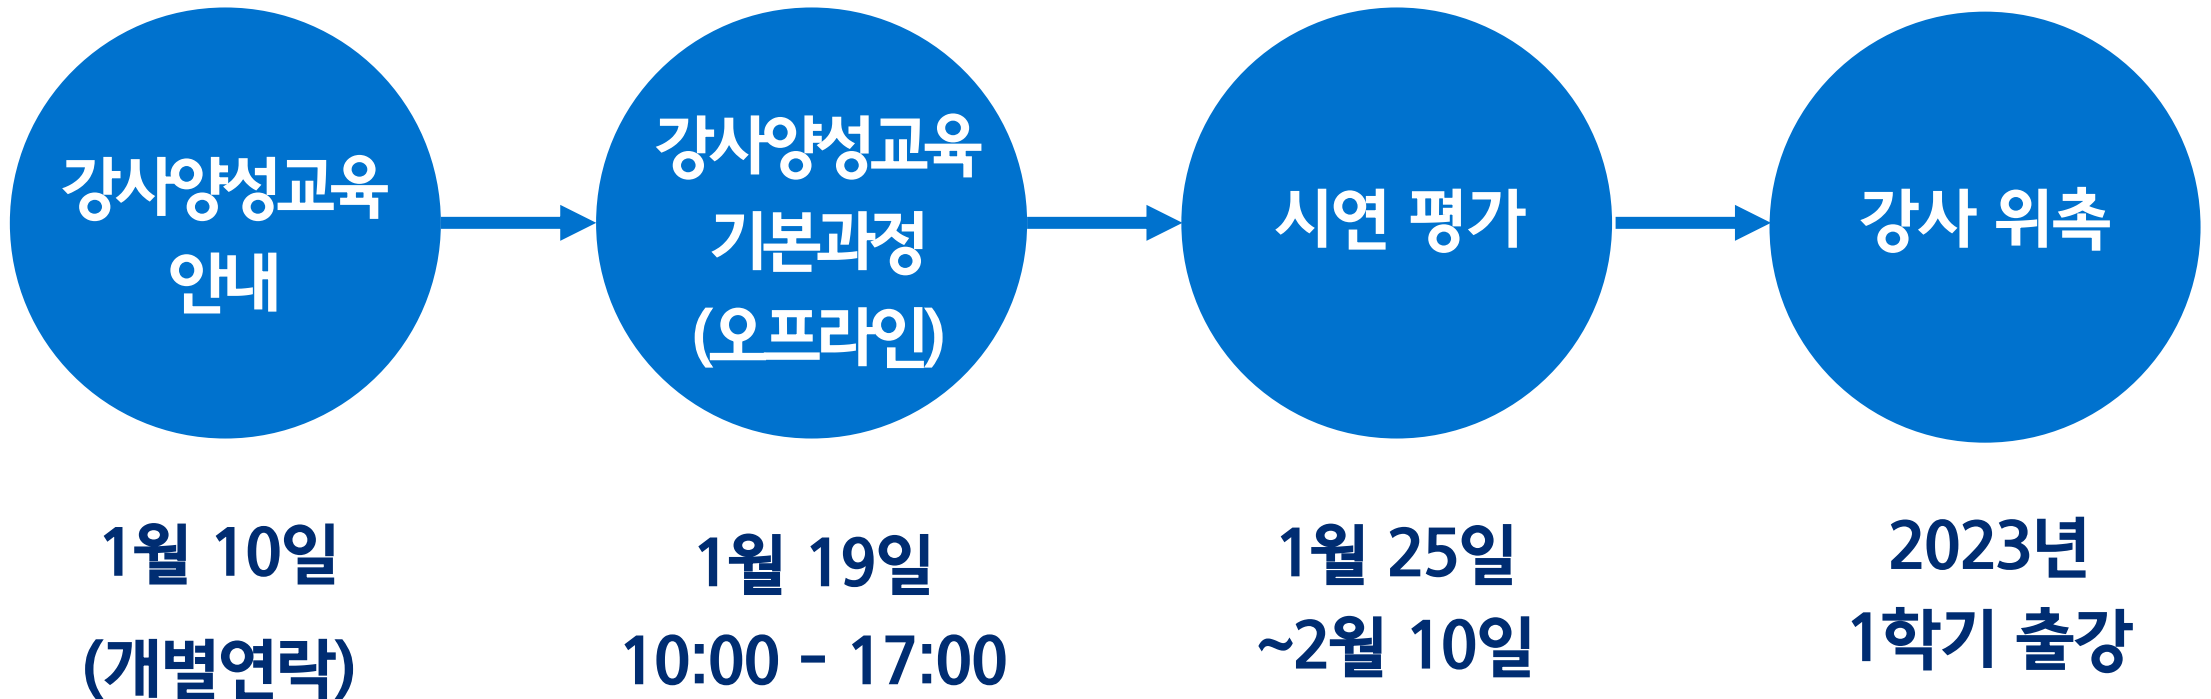 강사양성교육
안내
강사양성교육
기본과정
(오프라인)
시연 평가
강사 위촉
1월 10일
(개별연락)
1월 19일
10:00 - 17:00
1월 25일
~2월 10일
2023년
1학기 출강